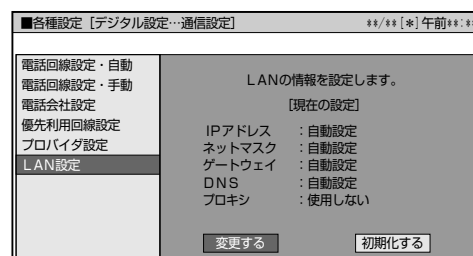 ■各種設定［デジタル設定…通信設定］ **/**[*]午前**:*
電話回線設定・自動
電話回線設定・手動
電話会社設定
優先利用回線設定
プロバイダ設定
LAN設定
LANの情報を設定します。
［現在の設定］
IPアドレス ：自動設定
ネットマスク ：自動設定
ゲートウェイ ：自動設定
DNS ：自動設定
プロキシ ：使用しない
変更する 初期化する